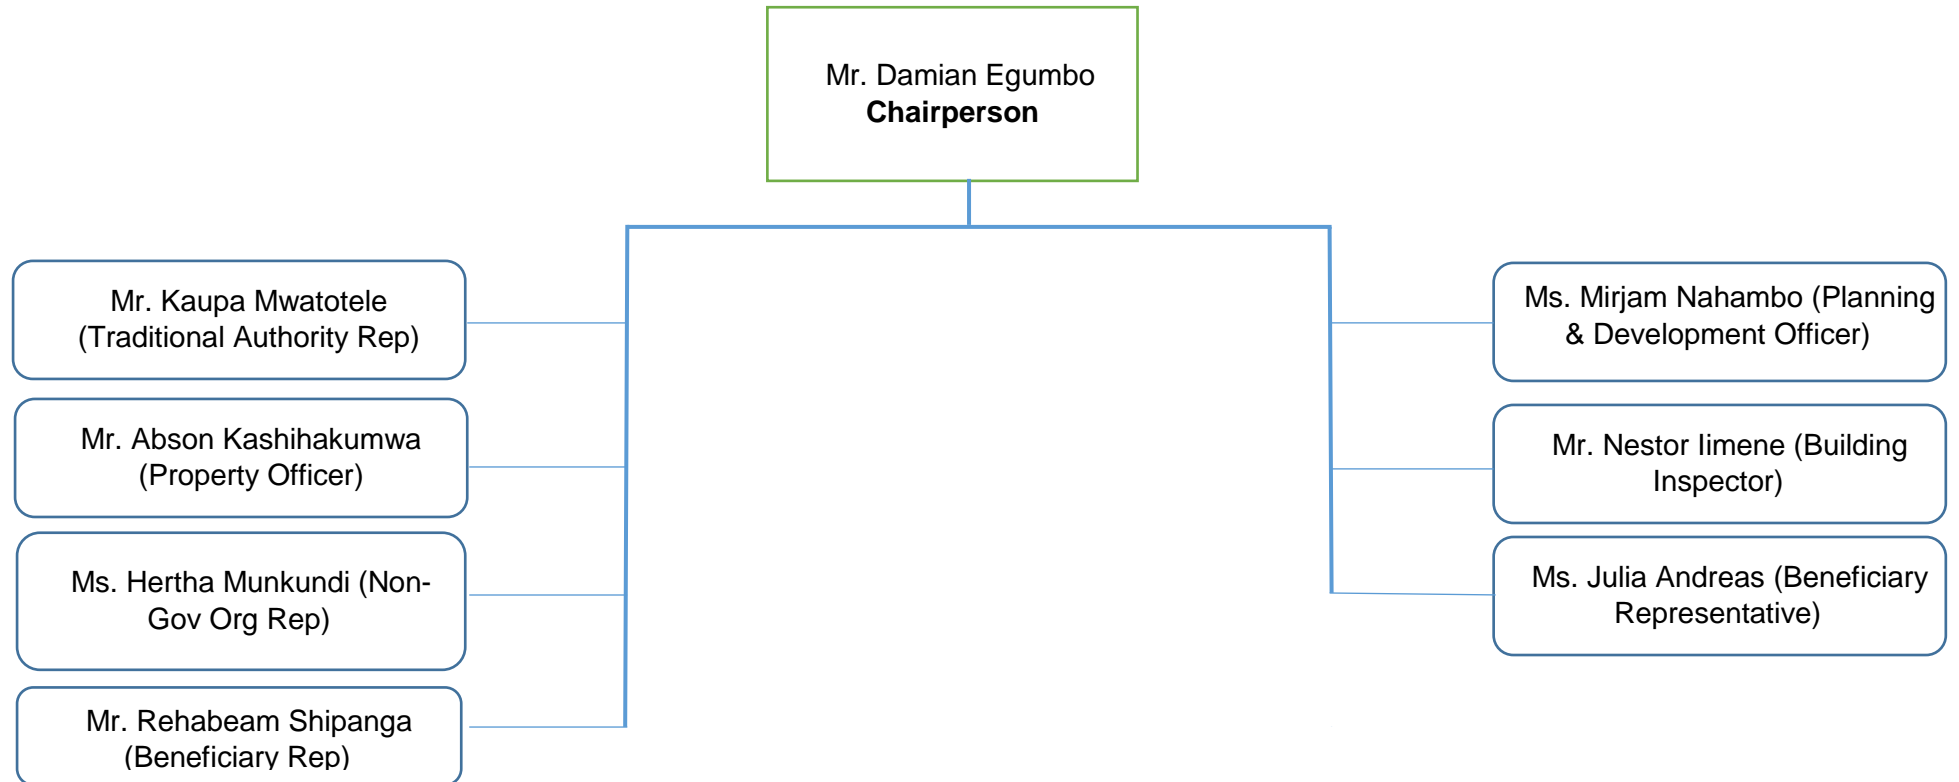 Mr. Damian Egumbo
Chairperson
Mr. Kaupa Mwatotele
(Traditional Authority Rep)
Mr. Abson Kashihakumwa
(Property Officer)
Ms. Hertha Munkundi (Non-
Gov Org Rep)
Mr. Rehabeam Shipanga
(Beneficiary Rep)
Ms. Mirjam Nahambo (Planning
& Development Officer)
Mr. Nestor Iimene (Building
Inspector)
Ms. Julia Andreas (Beneficiary
Representative)